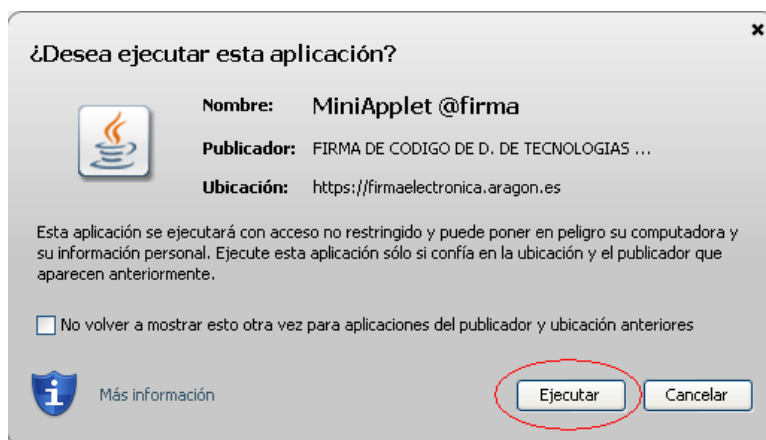 ¿Desea ejecutar esta aplicación?
Nombre: MiniApplet @firma
Publicador: FIRMA DE CODIGO DE D. DE TECNOLOGIAS ...
Ubicación: https://firmaelectronica.aragon.es
Esta aplicación se ejecutará con acceso no restringido y puede poner en peligro su computadora y
su información personal. Ejecute esta aplicación sólo si confía en la ubicación y el publicador que
aparecen anteriormente.
No volver a mostrar esto otra vez para aplicaciones del publicador y ubicación anteriores
Más información
Ejecutar
Cancelar